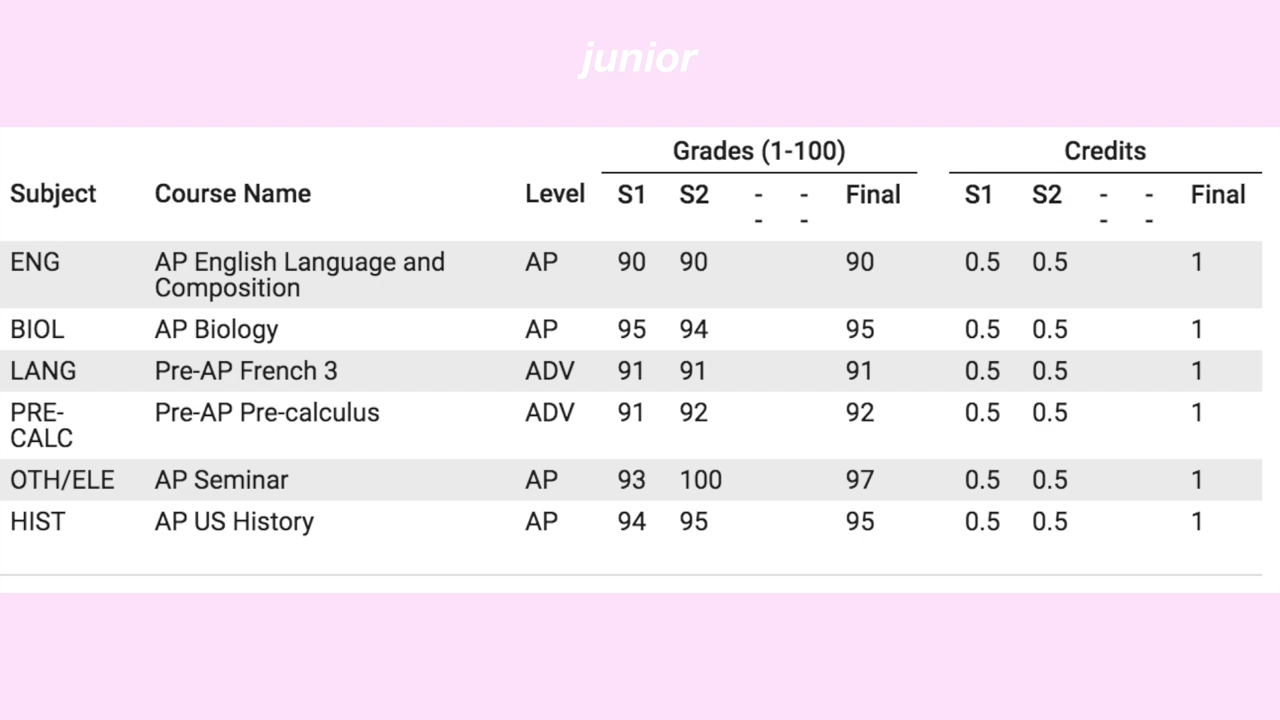 junior
Grades (1-100) Credits
Subject Course Name Level S1 S2 - - Final S1 S2 - - Final
- - - -
ENG AP English Language and AP 90 90 90 0.5 0.5 1
Composition
BIOL AP Biology AP 95 94 95 0.5 0.5 1
LANG Pre-AP French 3 ADV 91 91 91 0.5 0.5 1
PRE- Pre-AP Pre-calculus ADV 91 92 92 0.5 0.5 1
CALC
OTH/ELE AP Seminar AP 93 100 97 0.5 0.5 1
HIST AP US History AP 94 95 95 0.5 0.5 1